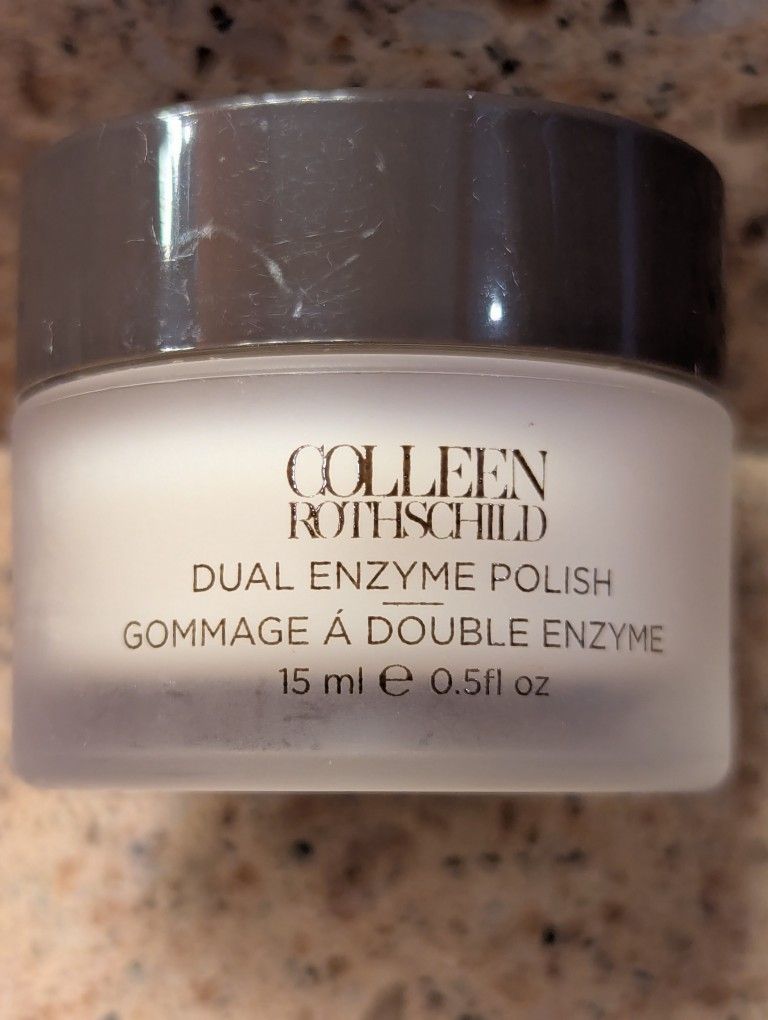 COLLEEN
ROTHSCHILD
DUAL ENZYME POLISH
GOMMAGE Á DOUBLE ENZYME
15 ml ℮ 0.5fl oz